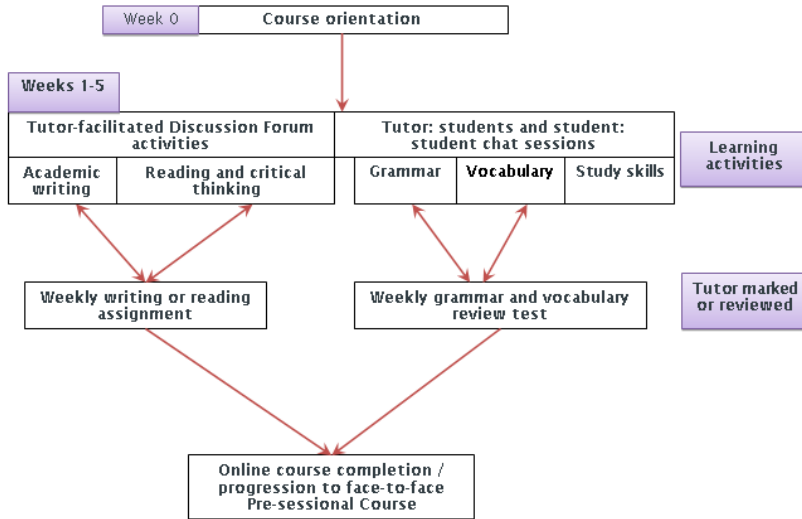 Week 0
Course orientation
Weeks 1-5
Tutor-facilitated Discussion Forum
activities
Tutor: students and student:
student chat sessions
Learning
activities
Academic
writing
Reading and critical
thinking
Grammar
Vocabulary
Study skills
Weekly writing or reading
assignment
Weekly grammar and vocabulary
review test
Tutor marked
or reviewed
Online course completion /
progression to face-to-face
Pre-sessional Course